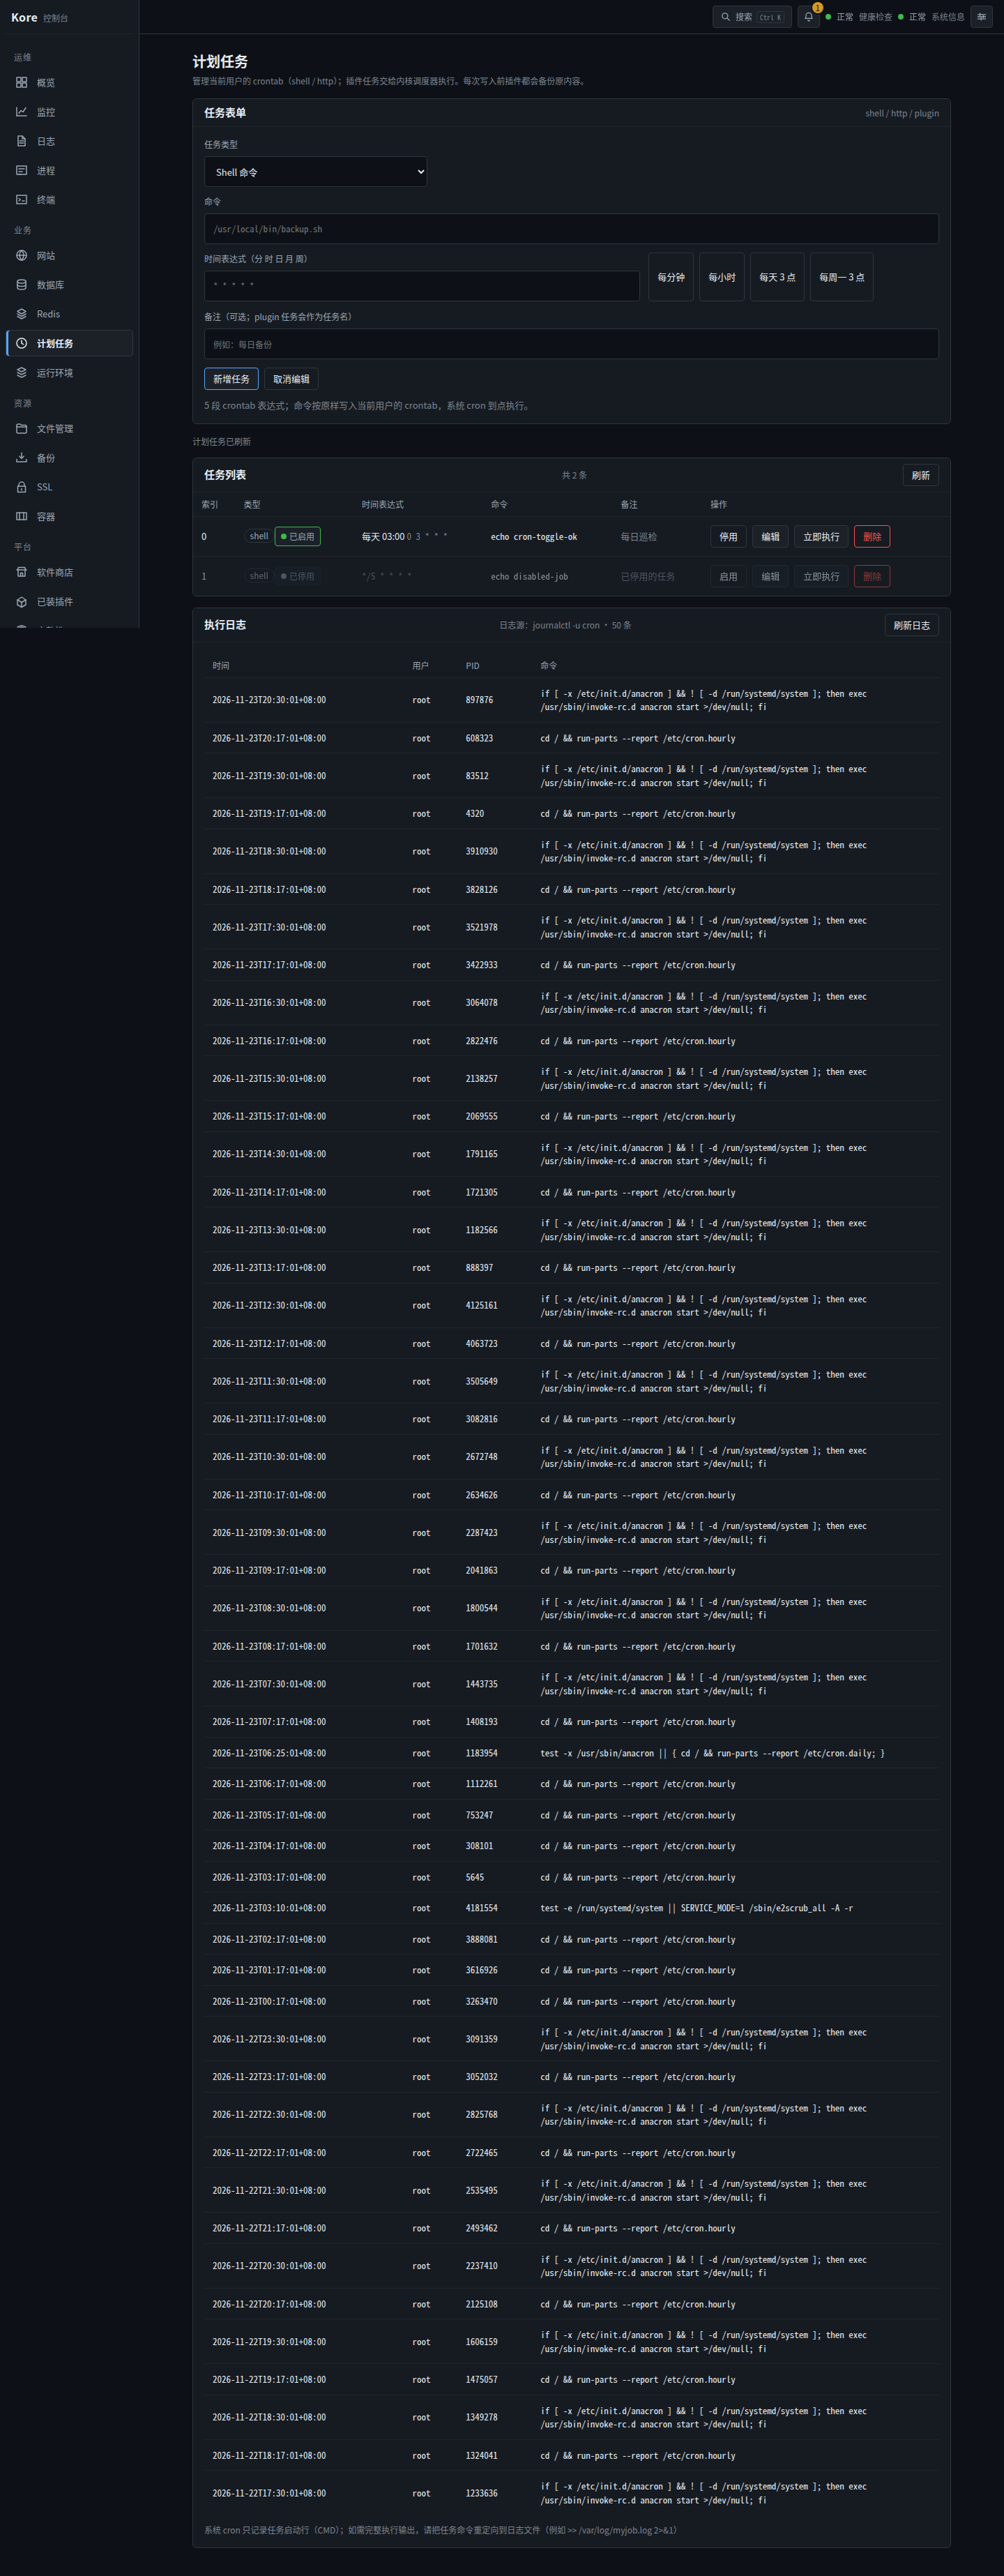 Kore 控制台
搜索 Ctrl K
1
正常 健康检查
正常 系统信息
运维
概览
监控
日志
进程
终端
业务
网站
数据库
Redis
计划任务
运行环境
资源
文件管理
备份
SSL
容器
平台
软件商店
已装插件
计划任务
管理当前用户的 crontab（shell / http）；插件任务交给内核调度器执行。每次写入前插件都会备份原内容。
任务表单 shell / http / plugin
任务类型
Shell 命令
命令
/usr/local/bin/backup.sh
时间表达式（分 时 日 月 周）
* * * * *
每分钟 每小时 每天 3 点 每周一 3 点
备注（可选；plugin 任务会作为任务名）
例如：每日备份
新增任务 取消编辑
5 段 crontab 表达式；命令按原样写入当前用户的 crontab，系统 cron 到点执行。
计划任务已刷新
任务列表 共 2 条 刷新
索引 类型 时间表达式 命令 备注 操作
0 shell 已启用 每天 03:00 0 3 * * * echo cron-toggle-ok 每日巡检 停用 编辑 立即执行 删除
1 shell 已停用 */5 * * * * echo disabled-job 已停用的任务 启用 编辑 立即执行 删除
执行日志 日志源：journalctl -u cron · 50 条 刷新日志
时间 用户 PID 命令
2026-11-23T20:30:01+08:00 root 897876 if [ -x /etc/init.d/anacron ] && ! [ -d /run/systemd/system ]; then exec
/usr/sbin/invoke-rc.d anacron start >/dev/null; fi
2026-11-23T20:17:01+08:00 root 608323 cd / && run-parts --report /etc/cron.hourly
2026-11-23T19:30:01+08:00 root 83512 if [ -x /etc/init.d/anacron ] && ! [ -d /run/systemd/system ]; then exec
/usr/sbin/invoke-rc.d anacron start >/dev/null; fi
2026-11-23T19:17:01+08:00 root 4320 cd / && run-parts --report /etc/cron.hourly
2026-11-23T18:30:01+08:00 root 3910930 if [ -x /etc/init.d/anacron ] && ! [ -d /run/systemd/system ]; then exec
/usr/sbin/invoke-rc.d anacron start >/dev/null; fi
2026-11-23T18:17:01+08:00 root 3828126 cd / && run-parts --report /etc/cron.hourly
2026-11-23T17:30:01+08:00 root 3521978 if [ -x /etc/init.d/anacron ] && ! [ -d /run/systemd/system ]; then exec
/usr/sbin/invoke-rc.d anacron start >/dev/null; fi
2026-11-23T17:17:01+08:00 root 3422933 cd / && run-parts --report /etc/cron.hourly
2026-11-23T16:30:01+08:00 root 3064078 if [ -x /etc/init.d/anacron ] && ! [ -d /run/systemd/system ]; then exec
/usr/sbin/invoke-rc.d anacron start >/dev/null; fi
2026-11-23T16:17:01+08:00 root 2822476 cd / && run-parts --report /etc/cron.hourly
2026-11-23T15:30:01+08:00 root 2138257 if [ -x /etc/init.d/anacron ] && ! [ -d /run/systemd/system ]; then exec
/usr/sbin/invoke-rc.d anacron start >/dev/null; fi
2026-11-23T15:17:01+08:00 root 2069555 cd / && run-parts --report /etc/cron.hourly
2026-11-23T14:30:01+08:00 root 1791165 if [ -x /etc/init.d/anacron ] && ! [ -d /run/systemd/system ]; then exec
/usr/sbin/invoke-rc.d anacron start >/dev/null; fi
2026-11-23T14:17:01+08:00 root 1721305 cd / && run-parts --report /etc/cron.hourly
2026-11-23T13:30:01+08:00 root 1182566 if [ -x /etc/init.d/anacron ] && ! [ -d /run/systemd/system ]; then exec
/usr/sbin/invoke-rc.d anacron start >/dev/null; fi
2026-11-23T13:17:01+08:00 root 888397 cd / && run-parts --report /etc/cron.hourly
2026-11-23T12:30:01+08:00 root 4125161 if [ -x /etc/init.d/anacron ] && ! [ -d /run/systemd/system ]; then exec
/usr/sbin/invoke-rc.d anacron start >/dev/null; fi
2026-11-23T12:17:01+08:00 root 4063723 cd / && run-parts --report /etc/cron.hourly
2026-11-23T11:30:01+08:00 root 3505649 if [ -x /etc/init.d/anacron ] && ! [ -d /run/systemd/system ]; then exec
/usr/sbin/invoke-rc.d anacron start >/dev/null; fi
2026-11-23T11:17:01+08:00 root 3082816 cd / && run-parts --report /etc/cron.hourly
2026-11-23T10:30:01+08:00 root 2672748 if [ -x /etc/init.d/anacron ] && ! [ -d /run/systemd/system ]; then exec
/usr/sbin/invoke-rc.d anacron start >/dev/null; fi
2026-11-23T10:17:01+08:00 root 2634626 cd / && run-parts --report /etc/cron.hourly
2026-11-23T09:30:01+08:00 root 2287423 if [ -x /etc/init.d/anacron ] && ! [ -d /run/systemd/system ]; then exec
/usr/sbin/invoke-rc.d anacron start >/dev/null; fi
2026-11-23T09:17:01+08:00 root 2041863 cd / && run-parts --report /etc/cron.hourly
2026-11-23T08:30:01+08:00 root 1800544 if [ -x /etc/init.d/anacron ] && ! [ -d /run/systemd/system ]; then exec
/usr/sbin/invoke-rc.d anacron start >/dev/null; fi
2026-11-23T08:17:01+08:00 root 1701632 cd / && run-parts --report /etc/cron.hourly
2026-11-23T07:30:01+08:00 root 1443735 if [ -x /etc/init.d/anacron ] && ! [ -d /run/systemd/system ]; then exec
/usr/sbin/invoke-rc.d anacron start >/dev/null; fi
2026-11-23T07:17:01+08:00 root 1408193 cd / && run-parts --report /etc/cron.hourly
2026-11-23T06:25:01+08:00 root 1183954 test -x /usr/sbin/anacron || { cd / && run-parts --report /etc/cron.daily; }
2026-11-23T06:17:01+08:00 root 1112261 cd / && run-parts --report /etc/cron.hourly
2026-11-23T05:17:01+08:00 root 753247 cd / && run-parts --report /etc/cron.hourly
2026-11-23T04:17:01+08:00 root 308101 cd / && run-parts --report /etc/cron.hourly
2026-11-23T03:17:01+08:00 root 5645 cd / && run-parts --report /etc/cron.hourly
2026-11-23T03:10:01+08:00 root 4181554 test -e /run/systemd/system || SERVICE_MODE=1 /sbin/e2scrub_all -A -r
2026-11-23T02:17:01+08:00 root 3888081 cd / && run-parts --report /etc/cron.hourly
2026-11-23T01:17:01+08:00 root 3616926 cd / && run-parts --report /etc/cron.hourly
2026-11-23T00:17:01+08:00 root 3263470 cd / && run-parts --report /etc/cron.hourly
2026-11-22T23:30:01+08:00 root 3091359 if [ -x /etc/init.d/anacron ] && ! [ -d /run/systemd/system ]; then exec
/usr/sbin/invoke-rc.d anacron start >/dev/null; fi
2026-11-22T23:17:01+08:00 root 3052032 cd / && run-parts --report /etc/cron.hourly
2026-11-22T22:30:01+08:00 root 2825768 if [ -x /etc/init.d/anacron ] && ! [ -d /run/systemd/system ]; then exec
/usr/sbin/invoke-rc.d anacron start >/dev/null; fi
2026-11-22T22:17:01+08:00 root 2722465 cd / && run-parts --report /etc/cron.hourly
2026-11-22T21:30:01+08:00 root 2535495 if [ -x /etc/init.d/anacron ] && ! [ -d /run/systemd/system ]; then exec
/usr/sbin/invoke-rc.d anacron start >/dev/null; fi
2026-11-22T21:17:01+08:00 root 2493462 cd / && run-parts --report /etc/cron.hourly
2026-11-22T20:30:01+08:00 root 2237410 if [ -x /etc/init.d/anacron ] && ! [ -d /run/systemd/system ]; then exec
/usr/sbin/invoke-rc.d anacron start >/dev/null; fi
2026-11-22T20:17:01+08:00 root 2125108 cd / && run-parts --report /etc/cron.hourly
2026-11-22T19:30:01+08:00 root 1606159 if [ -x /etc/init.d/anacron ] && ! [ -d /run/systemd/system ]; then exec
/usr/sbin/invoke-rc.d anacron start >/dev/null; fi
2026-11-22T19:17:01+08:00 root 1475057 cd / && run-parts --report /etc/cron.hourly
2026-11-22T18:30:01+08:00 root 1349278 if [ -x /etc/init.d/anacron ] && ! [ -d /run/systemd/system ]; then exec
/usr/sbin/invoke-rc.d anacron start >/dev/null; fi
2026-11-22T18:17:01+08:00 root 1324041 cd / && run-parts --report /etc/cron.hourly
2026-11-22T17:30:01+08:00 root 1233636 if [ -x /etc/init.d/anacron ] && ! [ -d /run/systemd/system ]; then exec
/usr/sbin/invoke-rc.d anacron start >/dev/null; fi
系统 cron 只记录任务启动行（CMD）；如需完整执行输出，请把任务命令重定向到日志文件（例如 >> /var/log/myjob.log 2>&1）